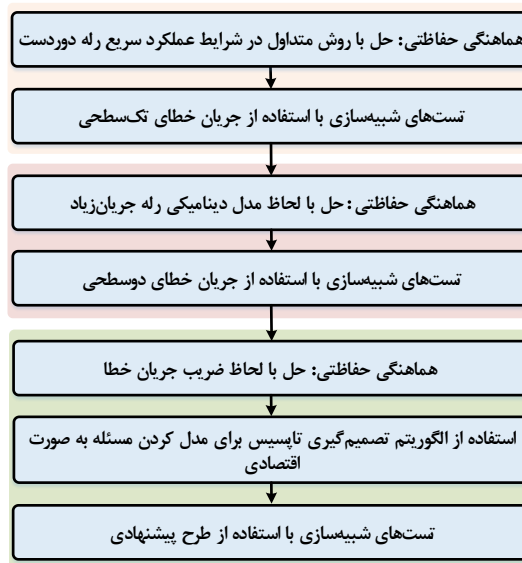 هماهنگی حفاظتی: حل با روش متداول در شرایط عملکرد سریع رله دوردست
تست‌های شبیه‌سازی با استفاده از جریان خطای تک‌سطحی
هماهنگی حفاظتی: حل با لحاظ مدل دینامیکی رله جریان‌زیاد
تست‌های شبیه‌سازی با استفاده از جریان خطای دوسطحی
هماهنگی حفاظتی: حل با لحاظ ضریب جریان خطا
استفاده از الگوریتم تصمیم‌گیری تاپسیس برای مدل کردن مسئله به صورت
اقتصادی
تست‌های شبیه‌سازی با استفاده از طرح پیشنهادی